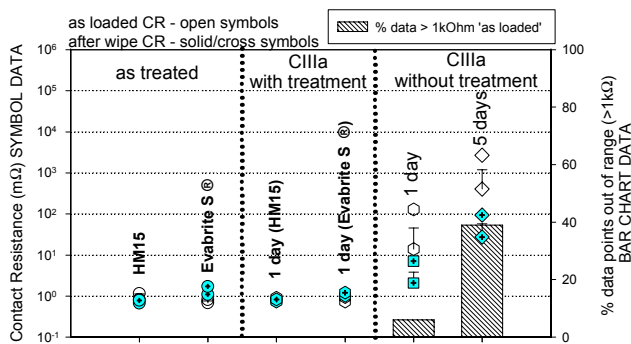 as loaded CR - open symbols
after wipe CR - solid/cross symbols
% data > 1kOhm 'as loaded'
Contact Resistance (mΩ) SYMBOL DATA
10⁶
10⁵
10⁴
10³
10²
10¹
10⁰
10⁻¹
as treated
CIIIa
with treatment
CIIIa
without treatment
HM15
Evabrite S ®
1 day (HM15)
1 day (Evabrite S ®)
1 day
5 days
100
80
60
40
20
0
% data points out of range (>1kΩ)
BAR CHART DATA